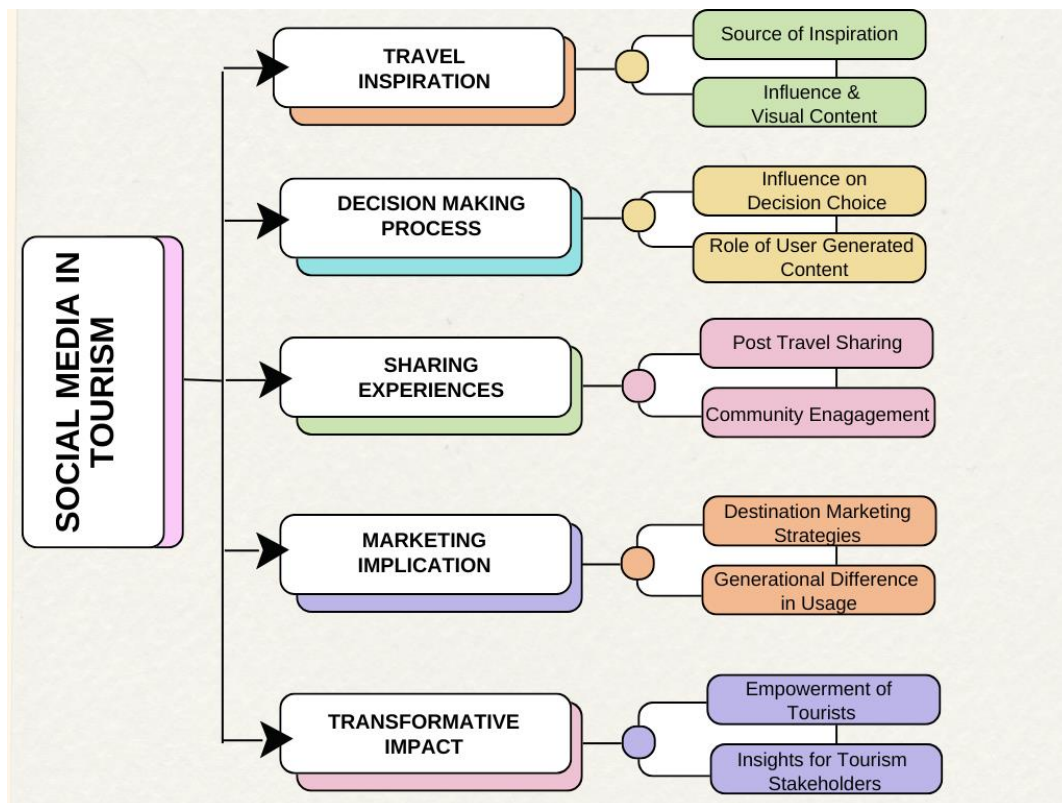 SOCIAL MEDIA IN
TOURISM
TRAVEL
INSPIRATION
Source of Inspiration
Influence &
Visual Content
DECISION MAKING
PROCESS
Influence on
Decision Choice
Role of User Generated
Content
SHARING
EXPERIENCES
Post Travel Sharing
Community Enagagement
MARKETING
IMPLICATION
Destination Marketing
Strategies
Generational Difference
in Usage
TRANSFORMATIVE
IMPACT
Empowerment of
Tourists
Insights for Tourism
Stakeholders